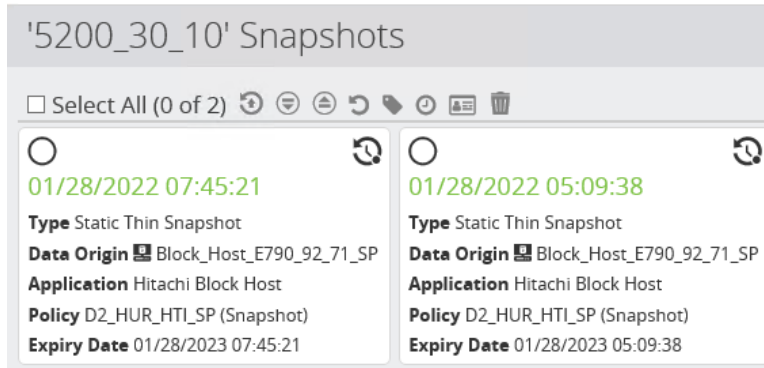 '5200_30_10' Snapshots
Select All (0 of 2)
01/28/2022 07:45:21
Type Static Thin Snapshot
Data Origin Block_Host_E790_92_71_SP
Application Hitachi Block Host
Policy D2_HUR_HTI_SP (Snapshot)
Expiry Date 01/28/2023 07:45:21
01/28/2022 05:09:38
Type Static Thin Snapshot
Data Origin Block_Host_E790_92_71_SP
Application Hitachi Block Host
Policy D2_HUR_HTI_SP (Snapshot)
Expiry Date 01/28/2023 05:09:38